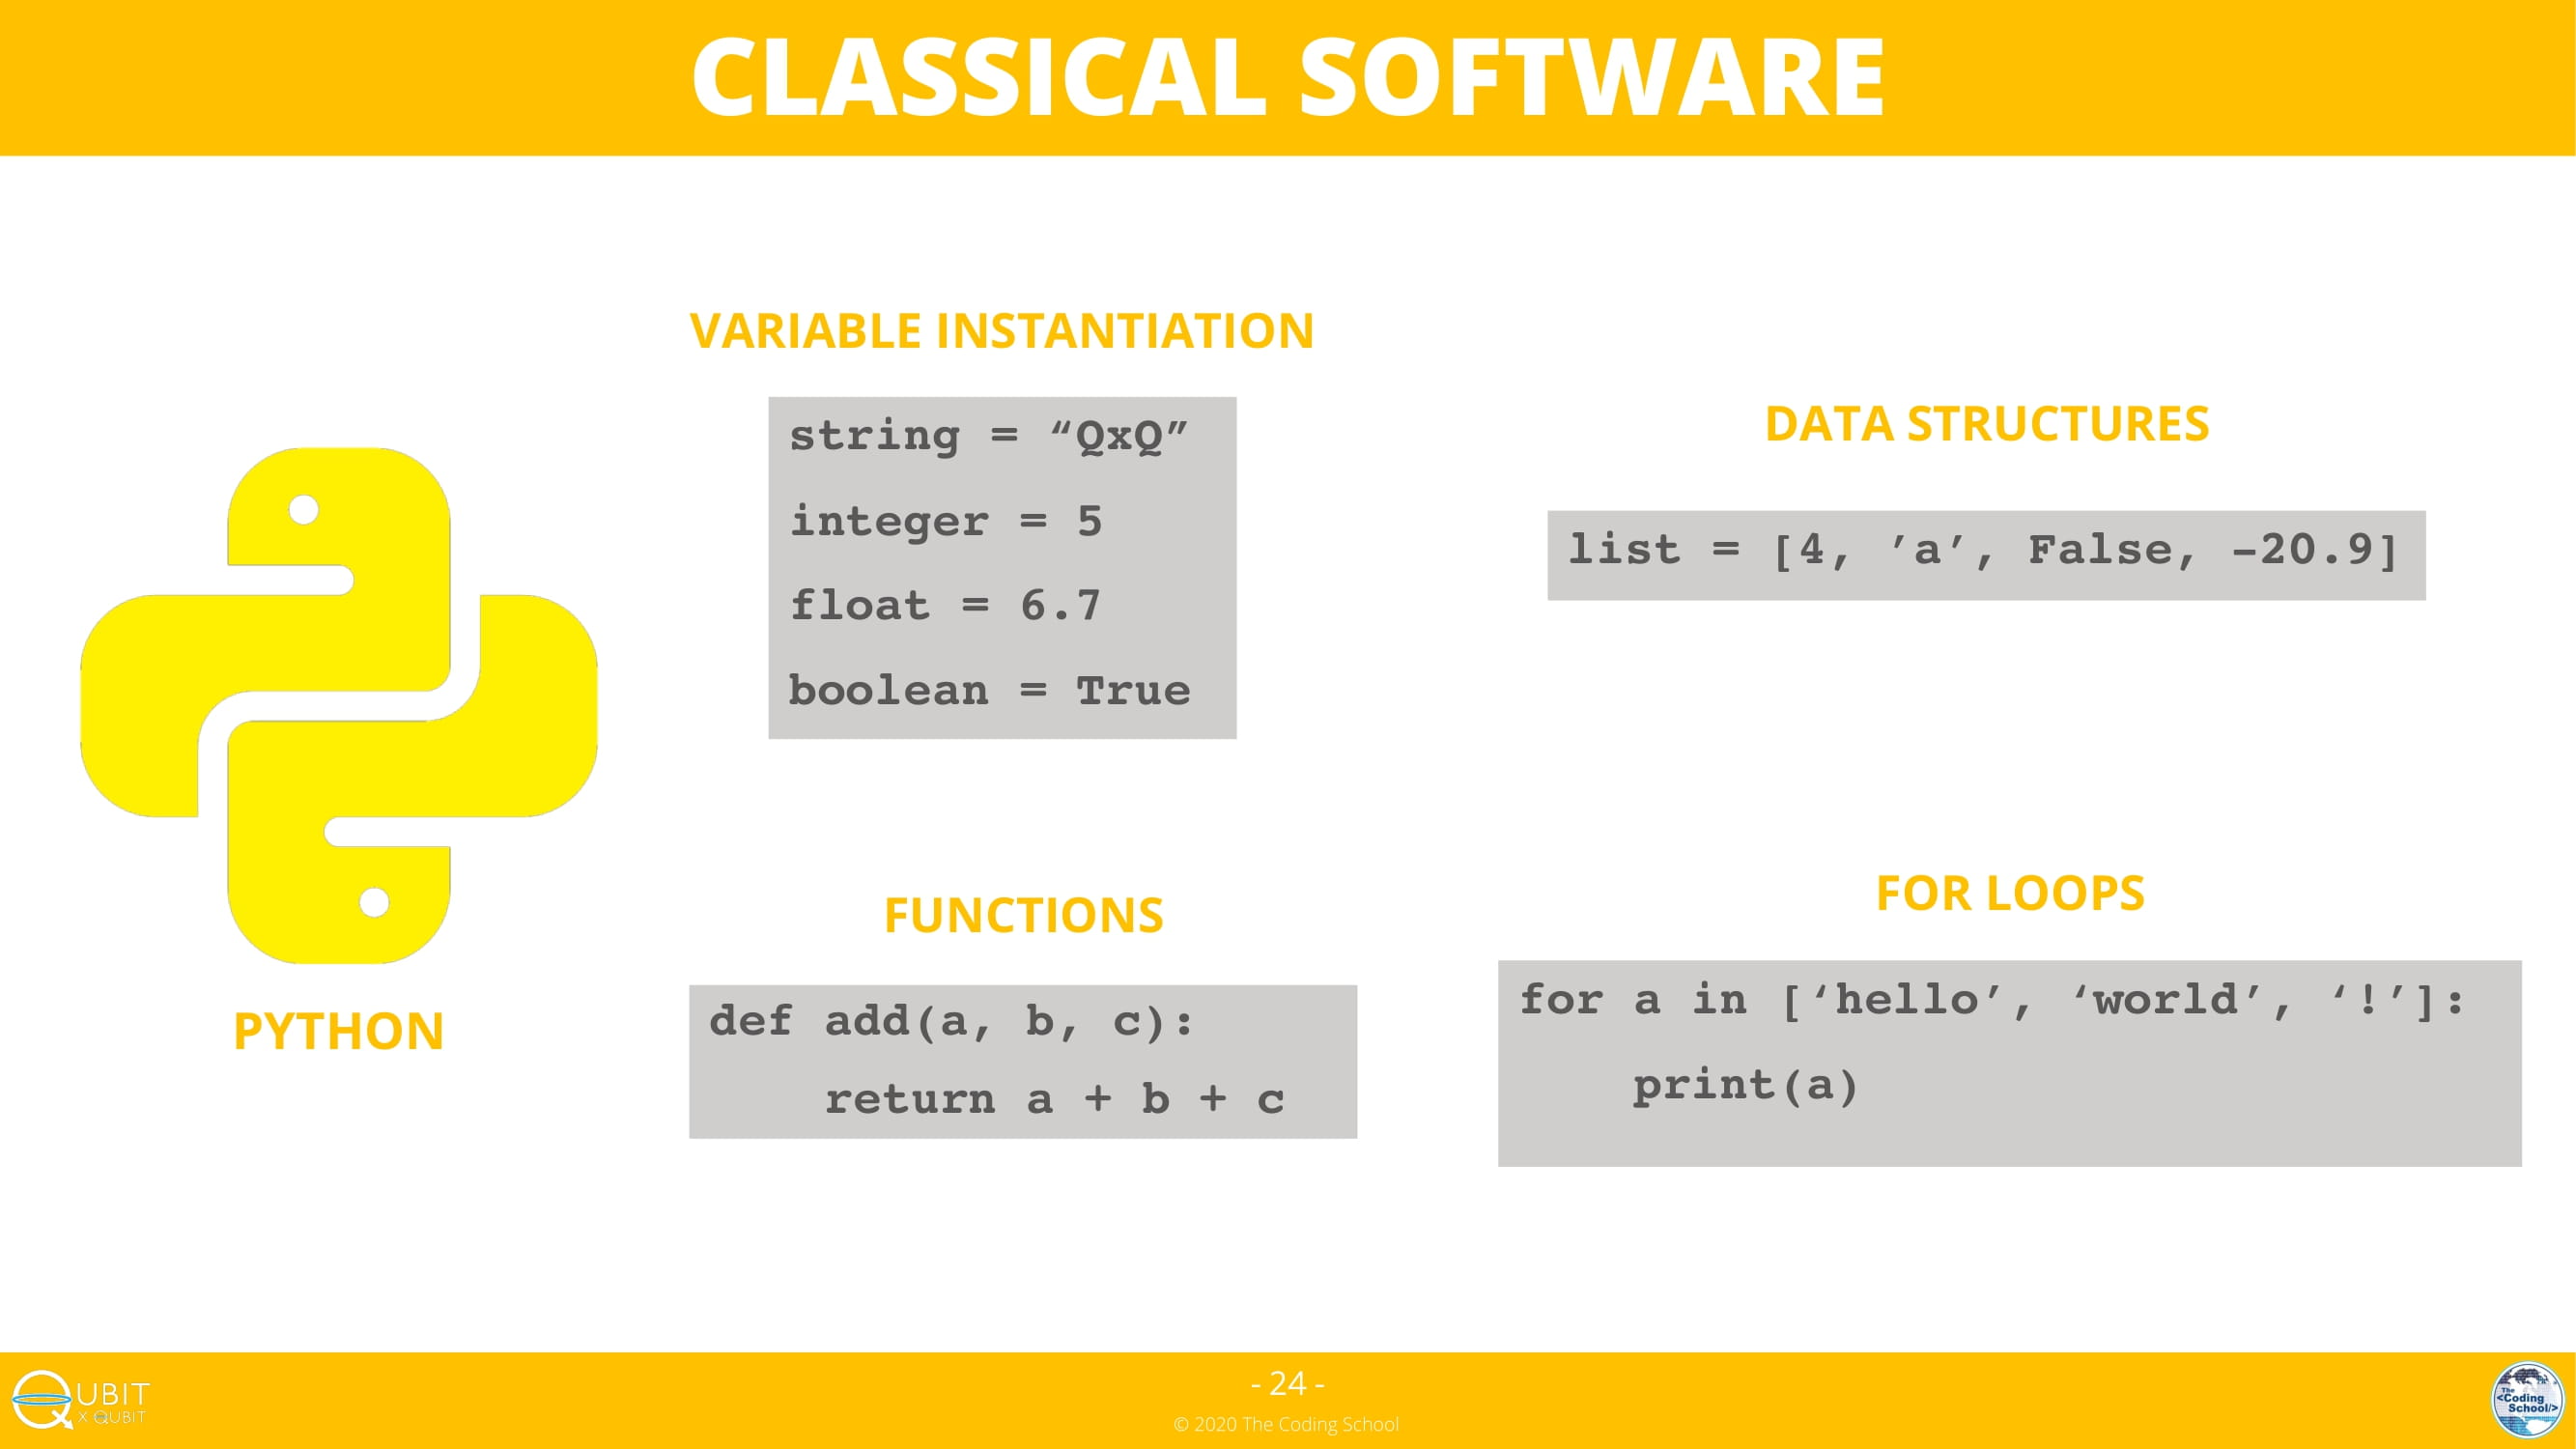 CLASSICAL SOFTWARE
VARIABLE INSTANTIATION
string = “QxQ”
integer = 5
float = 6.7
boolean = True
DATA STRUCTURES
list = [4, ’a’, False, -20.9]
PYTHON
FUNCTIONS
def add(a, b, c):
    return a + b + c
FOR LOOPS
for a in [‘hello’, ‘world’, ‘!’]:
    print(a)
QUBIT
X QUBIT
- 24 -
© 2020 The Coding School
The
<Coding
School/>